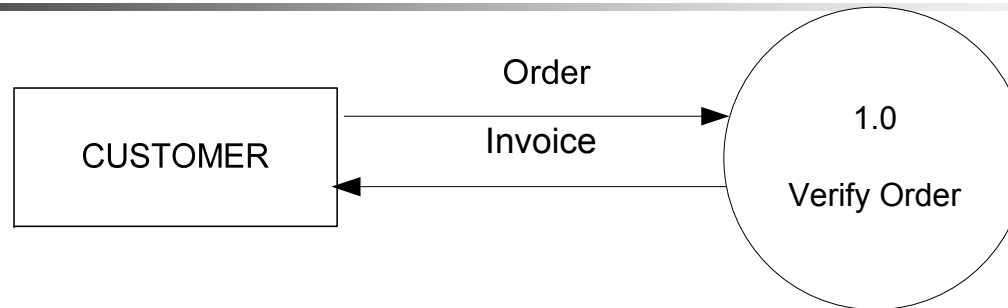 Order
CUSTOMER
Invoice
1.0
Verify Order